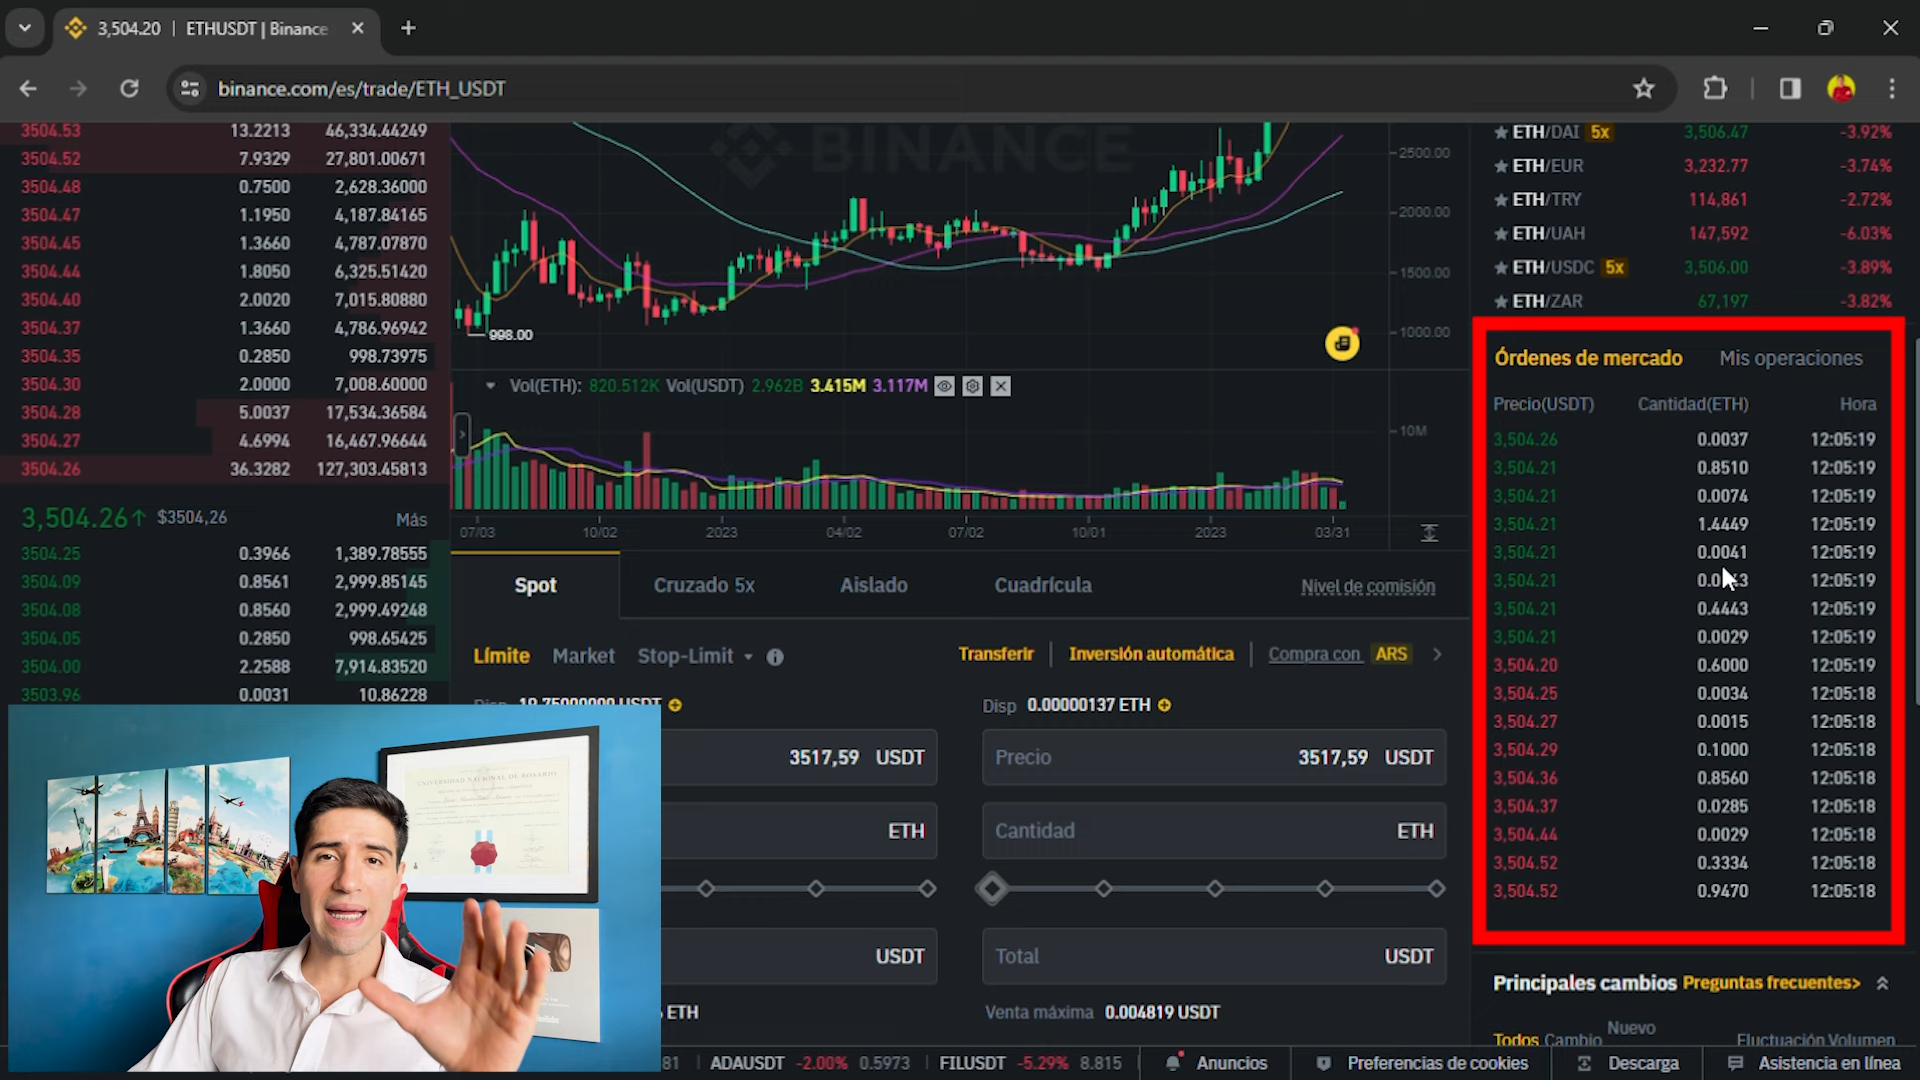 3,504.20 | ETHUSDT | Binance
binance.com/es/trade/ETH_USDT
3504.53 13.2213 46,334.44249
3504.52 7.9329 27,801.00671
3504.48 0.7500 2,628.36000
3504.47 1.1950 4,187.84165
3504.45 1.3660 4,787.07870
3504.44 1.8050 6,325.51420
3504.40 2.0020 7,015.80880
3504.37 1.3660 4,786.96942
3504.35 0.2850 998.73975
3504.30 2.0000 7,008.60000
3504.28 5.0037 17,534.36584
3504.27 4.6994 16,467.96644
3504.26 36.3282 127,303.45813
3,504.26↑ $3504,26 Más
3504.25 0.3966 1,389.78555
3504.09 0.8561 2,999.85145
3504.08 0.8560 2,999.49248
3504.05 0.2850 998.65425
3504.00 2.2588 7,914.83520
3503.96 0.0031 10.86228
BINANCE
2500.00
2000.00
1500.00
1000.00
998.00
Vol(ETH): 820.512K Vol(USDT) 2.962B 3.415M 3.117M
10M
07/03 10/02 2023 04/02 07/02 10/01 2023 03/31
Spot Cruzado 5x Aislado Cuadrícula Nivel de comisión
Límite Market Stop-Limit Transferir | Inversión automática | Compra con ARS
19.75000000 USDT
Disp 0.00000137 ETH
3517,59 USDT
Precio 3517,59 USDT
ETH
Cantidad ETH
USDT
Total USDT
ETH
Venta máxima 0.004819 USDT
ETH/DAI 5x 3,506.47 -3.92%
ETH/EUR 3,232.77 -3.74%
ETH/TRY 114,861 -2.72%
ETH/UAH 147,592 -6.03%
ETH/USDC 5x 3,506.00 -3.89%
ETH/ZAR 67,197 -3.82%
Órdenes de mercado Mis operaciones
Precio(USDT) Cantidad(ETH) Hora
3,504.26 0.0037 12:05:19
3,504.21 0.8510 12:05:19
3,504.21 0.0074 12:05:19
3,504.21 1.4449 12:05:19
3,504.21 0.0041 12:05:19
3,504.21 12:05:19
3,504.21 0.4443 12:05:19
3,504.21 0.0029 12:05:19
3,504.20 0.6000 12:05:19
3,504.25 0.0034 12:05:18
3,504.27 0.0015 12:05:18
3,504.29 0.1000 12:05:18
3,504.36 0.8560 12:05:18
3,504.37 0.0285 12:05:18
3,504.44 0.0029 12:05:18
3,504.52 0.3334 12:05:18
3,504.52 0.9470 12:05:18
Principales cambios Preguntas frecuentes>
Todos Cambio Nuevo Fluctuación Volumen
UNIVERSIDAD NACIONAL DE ROSARIO
81 | ADAUSDT -2.00% 0.5973 | FILUSDT -5.29% 8.815
Anuncios Preferencias de cookies Descarga Asistencia en línea